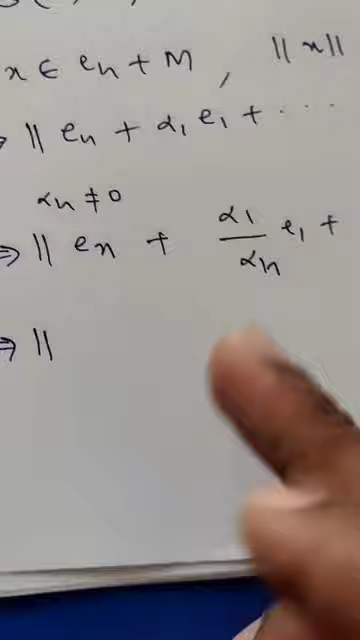 x ∈ eₙ + M , ||x||
⇒ || eₙ + α₁ e₁ + ....
αₙ ≠ 0
⇒ || eₙ + α₁/αₙ e₁ +
⇒ ||